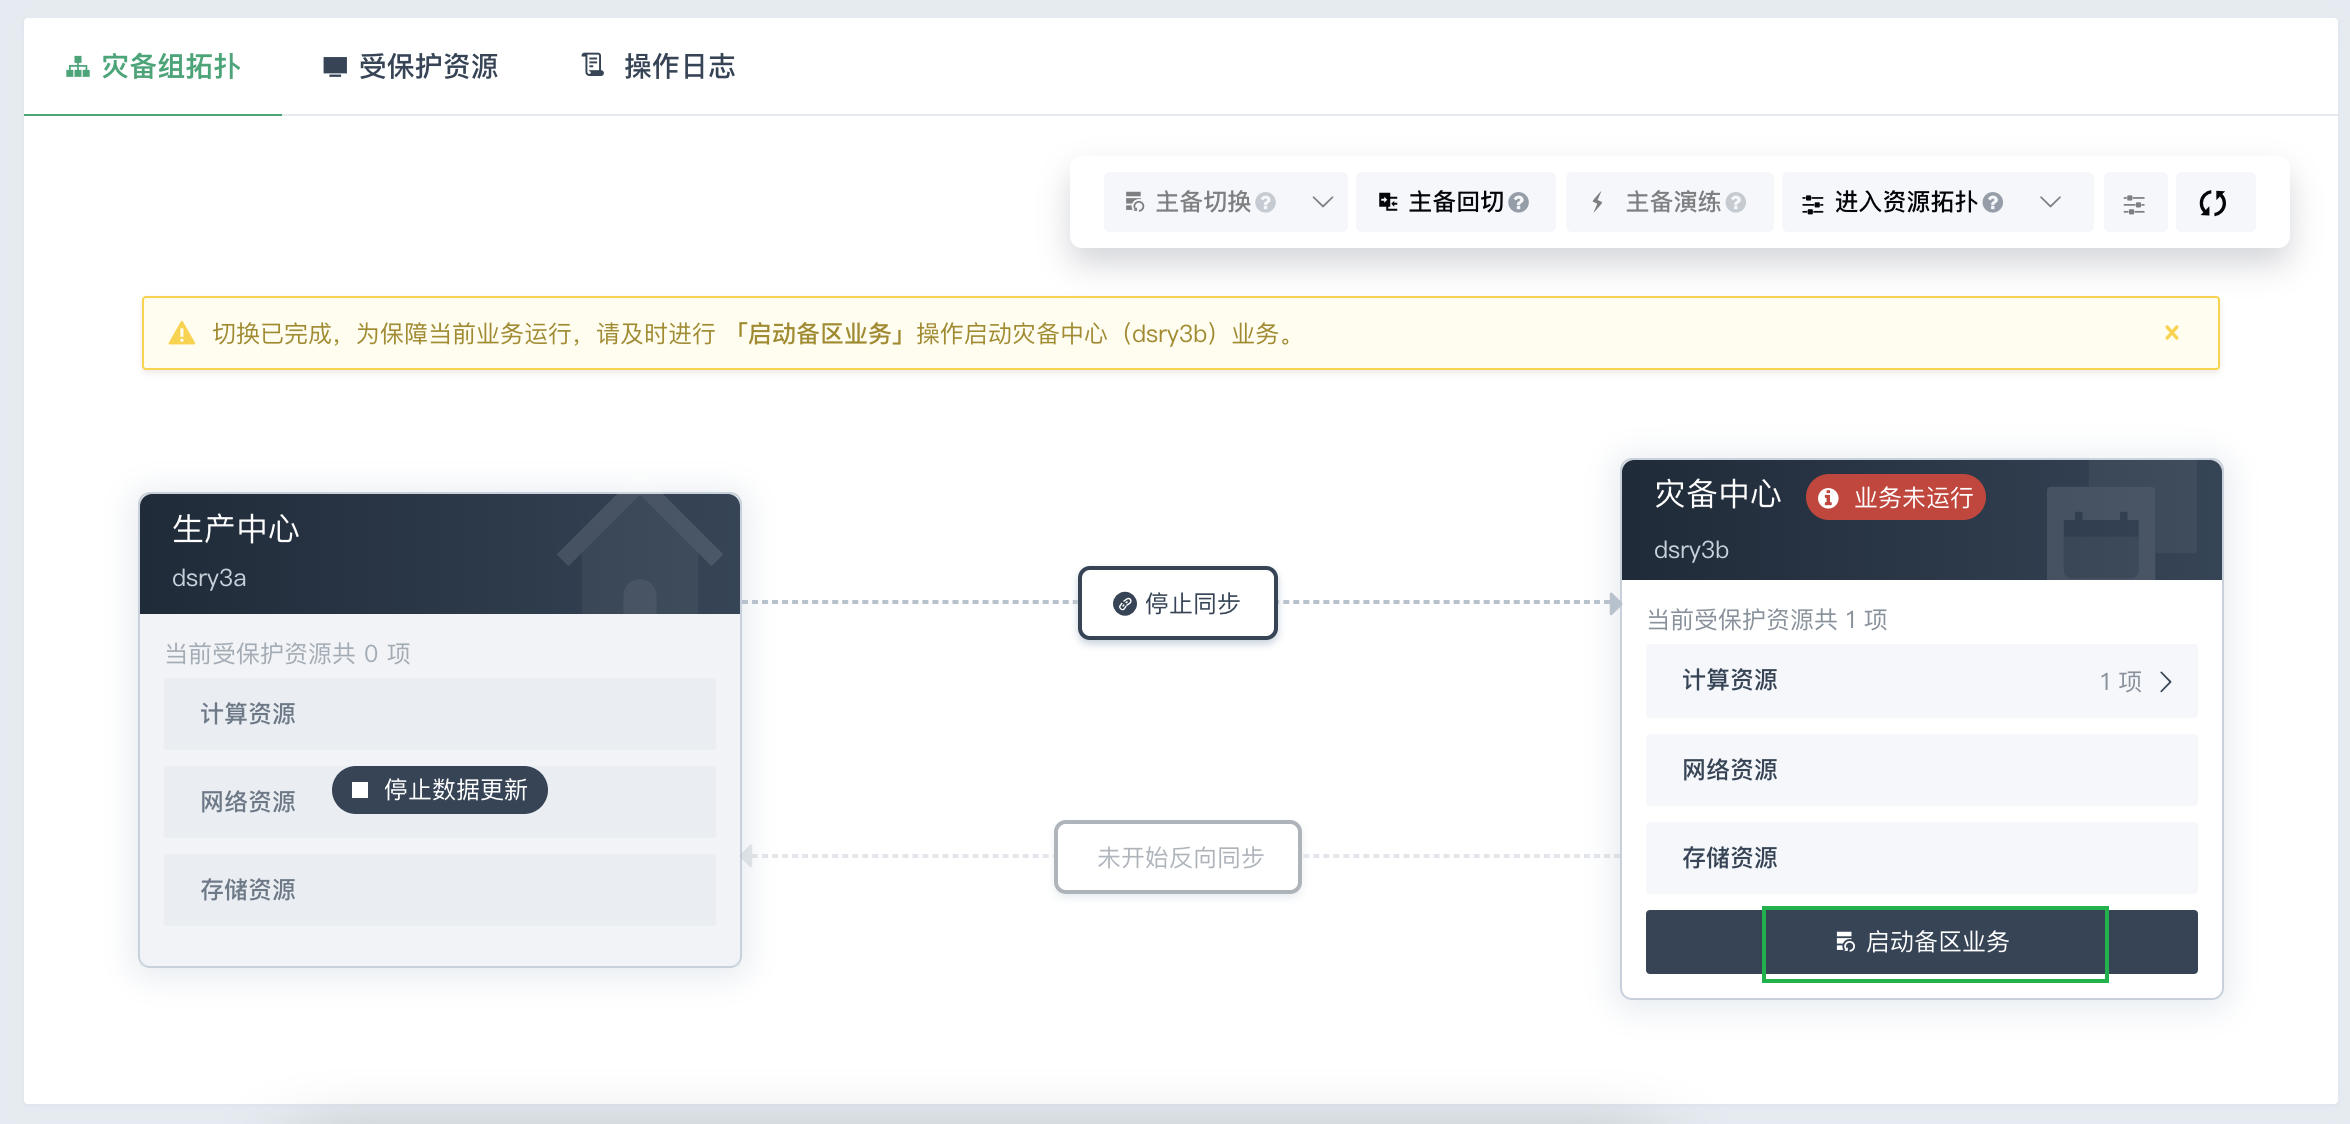 灾备组拓扑
受保护资源
操作日志
主备切换
主备回切
主备演练
进入资源拓扑
切换已完成，为保障当前业务运行，请及时进行 「启动备区业务」操作启动灾备中心（dsry3b）业务。
生产中心
dsry3a
当前受保护资源共 0 项
计算资源
网络资源
停止数据更新
存储资源
停止同步
未开始反向同步
灾备中心
业务未运行
dsry3b
当前受保护资源共 1 项
计算资源 1 项
网络资源
存储资源
启动备区业务